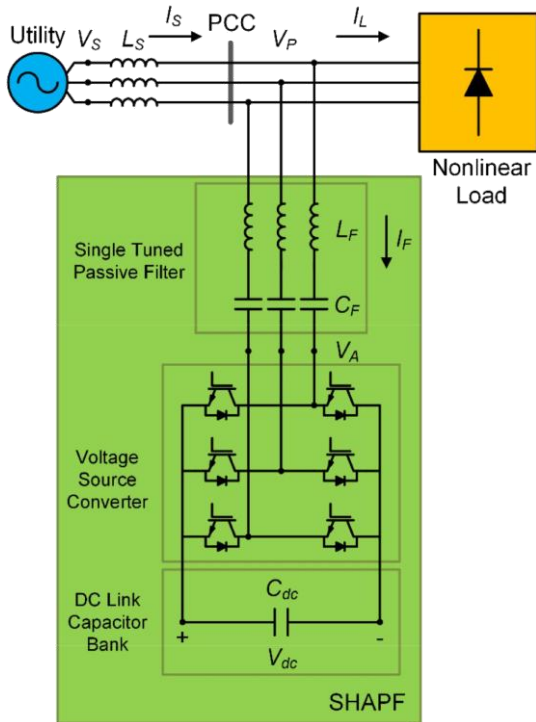 Utility
V_S
L_S
I_S
PCC
V_P
I_L
Nonlinear
Load
Single Tuned
Passive Filter
L_F
I_F
C_F
V_A
Voltage
Source
Converter
DC Link
Capacitor
Bank
C_dc
+
-
V_dc
SHAPF